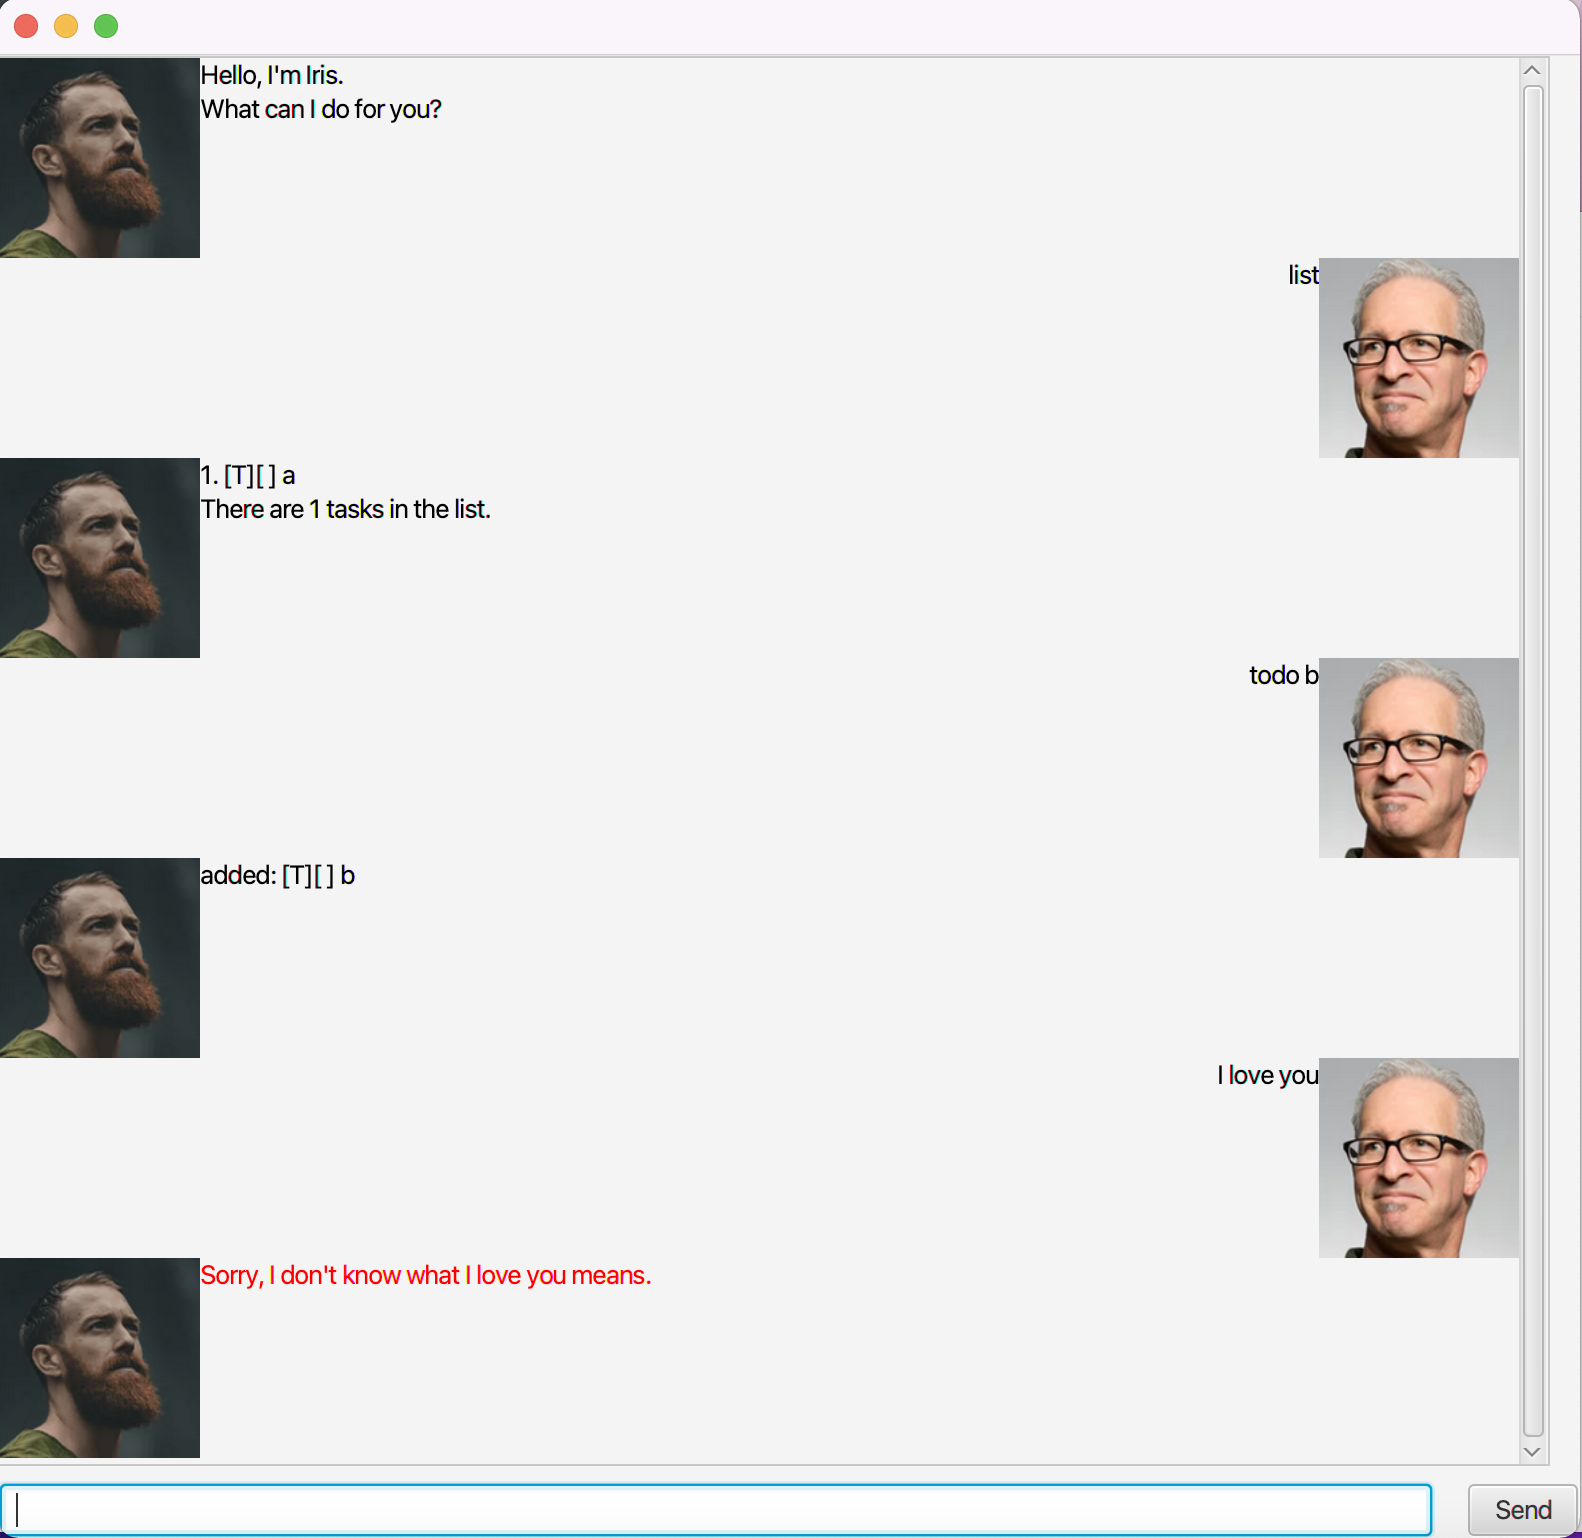 Hello, I'm Iris.
What can I do for you?
list
1. [T][ ] a
There are 1 tasks in the list.
todo b
added: [T][ ] b
I love you
Sorry, I don't know what I love you means.
Send